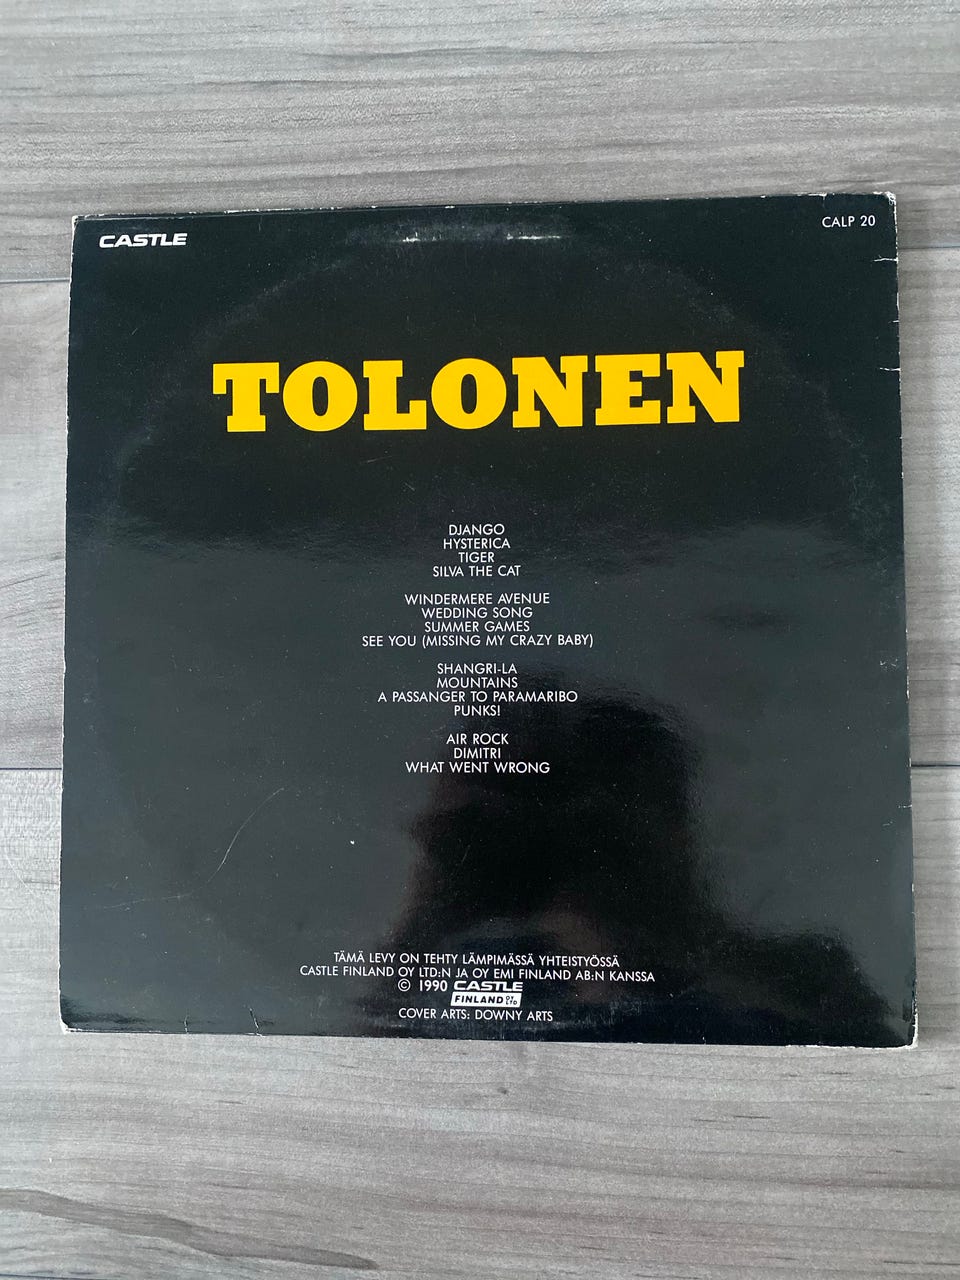 CASTLE
CALP 20
TOLONEN
DJANGO
HYSTERICA
TIGER
SILVA THE CAT
WINDERMERE AVENUE
WEDDING SONG
SUMMER GAMES
SEE YOU (MISSING MY CRAZY BABY)
SHANGRI-LA
MOUNTAINS
A PASSANGER TO PARAMARIBO
PUNKS!
AIR ROCK
DIMITRI
WHAT WENT WRONG
TÄMÄ LEVY ON TEHTY LÄMPIMÄSSÄ YHTEISTYÖSSÄ
CASTLE FINLAND OY LTD:N JA OY EMI FINLAND AB:N KANSSA
© 1990 CASTLE
FINLAND OY LTD
COVER ARTS: DOWNY ARTS